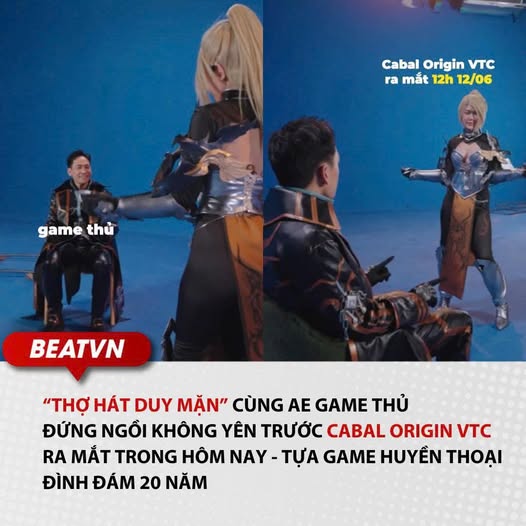 Cabal Origin VTC
ra mắt 12h 12/06
game thủ
BEATVN
“THỢ HÁT DUY MẶN” CÙNG AE GAME THỦ
ĐỨNG NGỒI KHÔNG YÊN TRƯỚC CABAL ORIGIN VTC
RA MẮT TRONG HÔM NAY - TỰA GAME HUYỀN THOẠI
ĐÌNH ĐÁM 20 NĂM